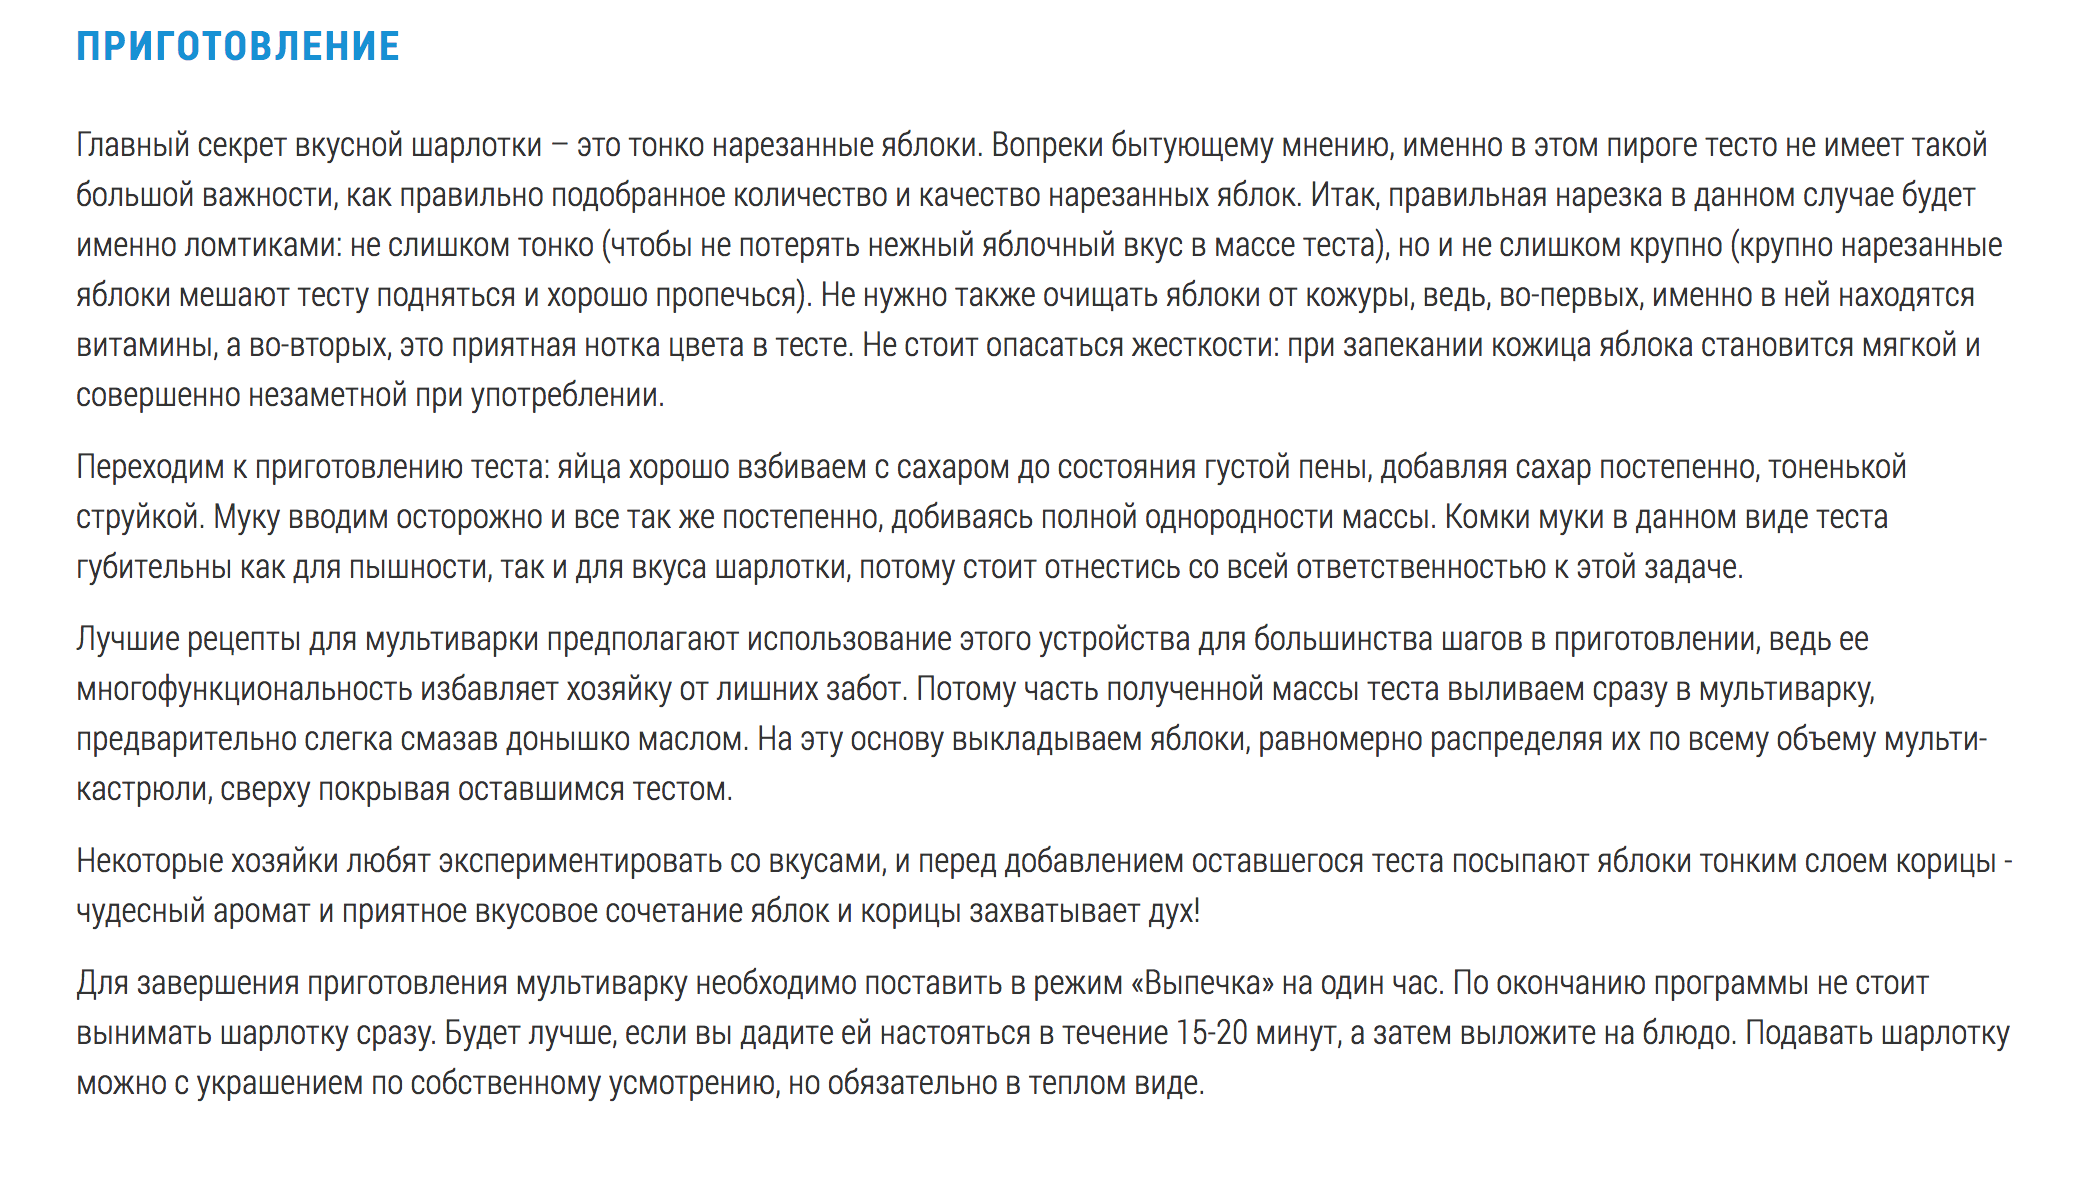 ПРИГОТОВЛЕНИЕ
Главный секрет вкусной шарлотки – это тонко нарезанные яблоки. Вопреки бытующему мнению, именно в этом пироге тесто не имеет такой
большой важности, как правильно подобранное количество и качество нарезанных яблок. Итак, правильная нарезка в данном случае будет
именно ломтиками: не слишком тонко (чтобы не потерять нежный яблочный вкус в массе теста), но и не слишком крупно (крупно нарезанные
яблоки мешают тесту подняться и хорошо пропечься). Не нужно также очищать яблоки от кожуры, ведь, во-первых, именно в ней находятся
витамины, а во-вторых, это приятная нотка цвета в тесте. Не стоит опасаться жесткости: при запекании кожица яблока становится мягкой и
совершенно незаметной при употреблении.
Переходим к приготовлению теста: яйца хорошо взбиваем с сахаром до состояния густой пены, добавляя сахар постепенно, тоненькой
струйкой. Муку вводим осторожно и все так же постепенно, добиваясь полной однородности массы. Комки муки в данном виде теста
губительны как для пышности, так и для вкуса шарлотки, потому стоит отнестись со всей ответственностью к этой задаче.
Лучшие рецепты для мультиварки предполагают использование этого устройства для большинства шагов в приготовлении, ведь ее
многофункциональность избавляет хозяйку от лишних забот. Потому часть полученной массы теста выливаем сразу в мультиварку,
предварительно слегка смазав донышко маслом. На эту основу выкладываем яблоки, равномерно распределяя их по всему объему мульти-
кастрюли, сверху покрывая оставшимся тестом.
Некоторые хозяйки любят экспериментировать со вкусами, и перед добавлением оставшегося теста посыпают яблоки тонким слоем корицы -
чудесный аромат и приятное вкусовое сочетание яблок и корицы захватывает дух!
Для завершения приготовления мультиварку необходимо поставить в режим «Выпечка» на один час. По окончанию программы не стоит
вынимать шарлотку сразу. Будет лучше, если вы дадите ей настояться в течение 15-20 минут, а затем выложите на блюдо. Подавать шарлотку
можно с украшением по собственному усмотрению, но обязательно в теплом виде.